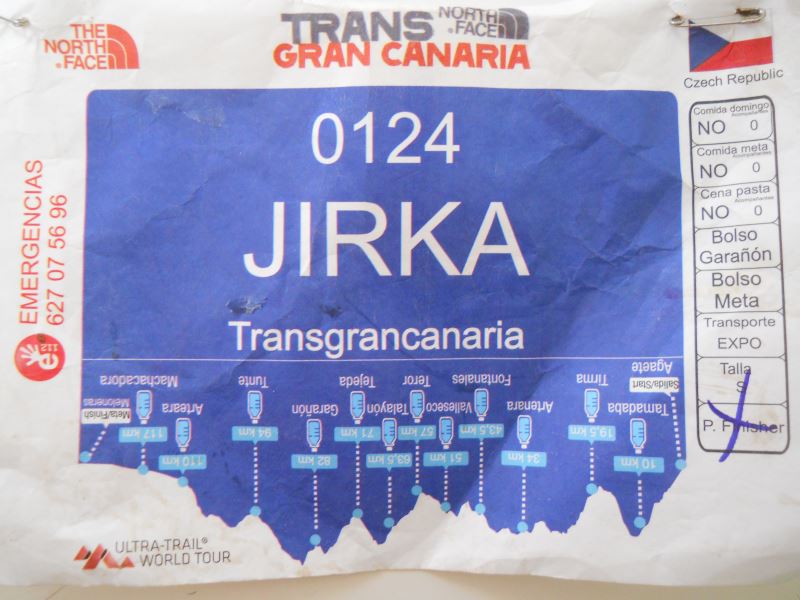 THE
NORTH
FACE
TRANS
NORTH
FACE
GRAN CANARIA
Czech Republic
EMERGENCIAS
627 07 56 96
112
0124
JIRKA
Transgrancanaria
Comida domingo
Acompañantes
NO 0
Comida meta
Acompañantes
NO 0
Cena pasta
Acompañantes
NO 0
Bolso
Garañón
Bolso
Meta
Transporte
EXPO
Talla
S
P. Finisher
Agaete
Salida/Start
Tamadaba
10 km
Tirma
19,5 km
Artenara
34 km
Fontanales
43,5 km
Valleseco
51 km
Teror
57 km
Talayón
63,5 km
Tejeda
71 km
Garañón
82 km
Tunte
94 km
Arteara
110 km
Machacadora
117 km
Meloneras
Meta/Finish
ULTRA-TRAIL®
WORLD TOUR